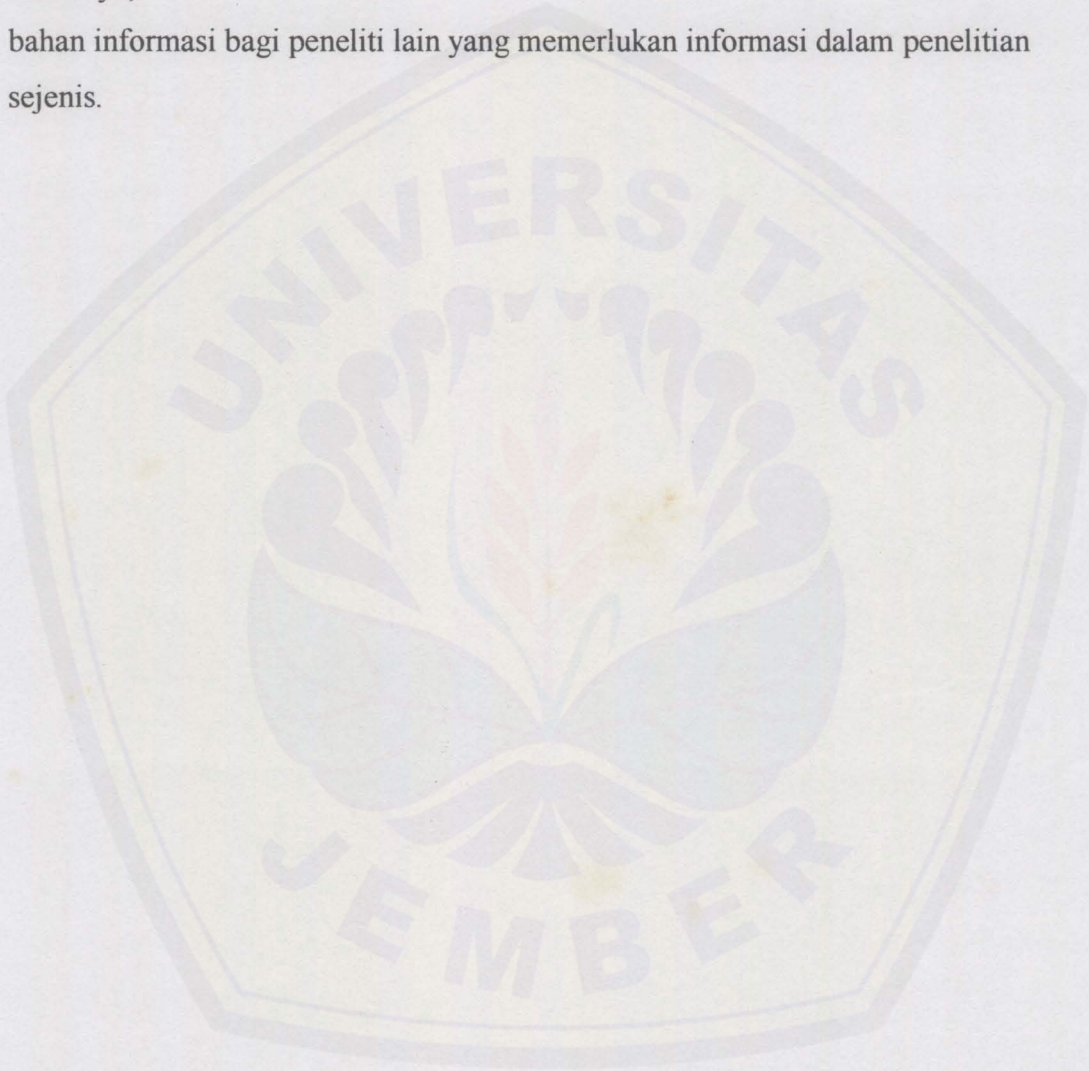 bahan informasi bagi peneliti lain yang memerlukan informasi dalam penelitian
sejenis.
UNIVERSITAS
JEMBER